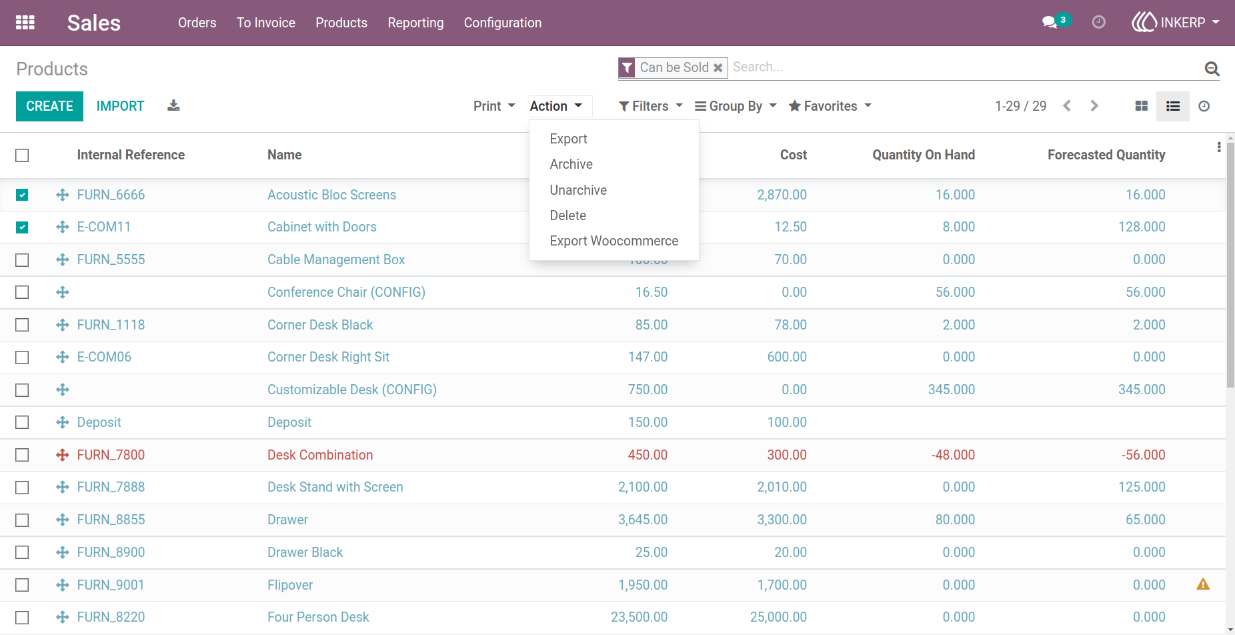 Sales Orders To Invoice Products Reporting Configuration 3 INKERP
Products Can be Sold Search...
CREATE IMPORT Print Action Filters Group By Favorites 1-29 / 29
Export
Archive
Unarchive
Delete
Export Woocommerce
Internal Reference Name Cost Quantity On Hand Forecasted Quantity
FURN_6666 Acoustic Bloc Screens 2,870.00 16.000 16.000
E-COM11 Cabinet with Doors 12.50 8.000 128.000
FURN_5555 Cable Management Box 70.00 0.000 0.000
Conference Chair (CONFIG) 16.50 0.00 56.000 56.000
FURN_1118 Corner Desk Black 85.00 78.00 2.000 2.000
E-COM06 Corner Desk Right Sit 147.00 600.00 0.000 0.000
Customizable Desk (CONFIG) 750.00 0.00 345.000 345.000
Deposit Deposit 150.00 100.00
FURN_7800 Desk Combination 450.00 300.00 -48.000 -56.000
FURN_7888 Desk Stand with Screen 2,100.00 2,010.00 0.000 125.000
FURN_8855 Drawer 3,645.00 3,300.00 80.000 65.000
FURN_8900 Drawer Black 25.00 20.00 0.000 0.000
FURN_9001 Flipover 1,950.00 1,700.00 0.000 0.000
FURN_8220 Four Person Desk 23,500.00 25,000.00 0.000 0.000